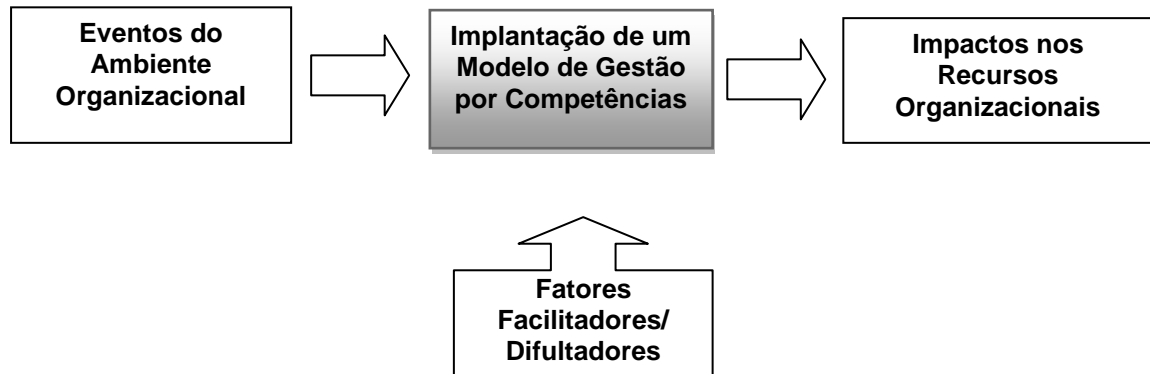 Eventos do
Ambiente
Organizacional
Implantação de um
Modelo de Gestão
por Competências
Impactos nos
Recursos
Organizacionais
Fatores
Facilitadores/
Difultadores